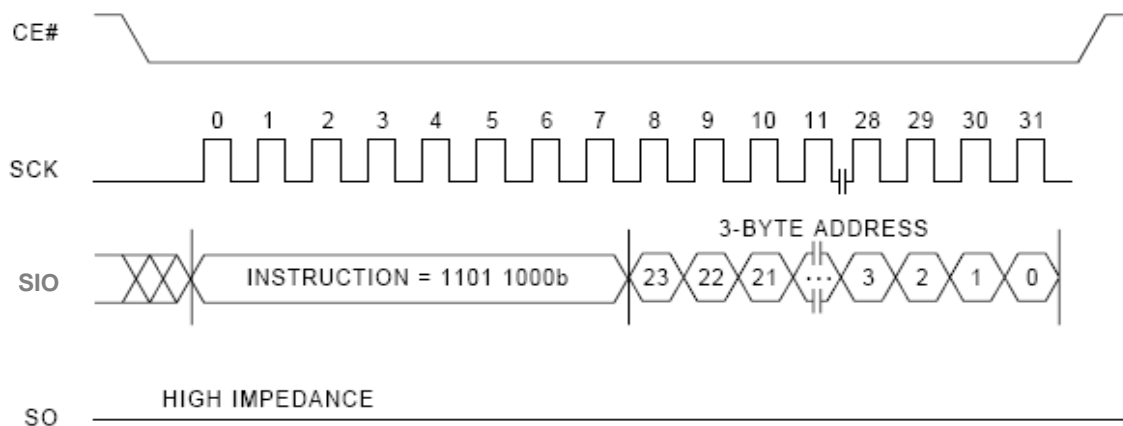 CE#
0 1 2 3 4 5 6 7 8 9 10 11 28 29 30 31
SCK
3-BYTE ADDRESS
SIO INSTRUCTION = 1101 1000b 23 22 21 ... 3 2 1 0
HIGH IMPEDANCE
SO